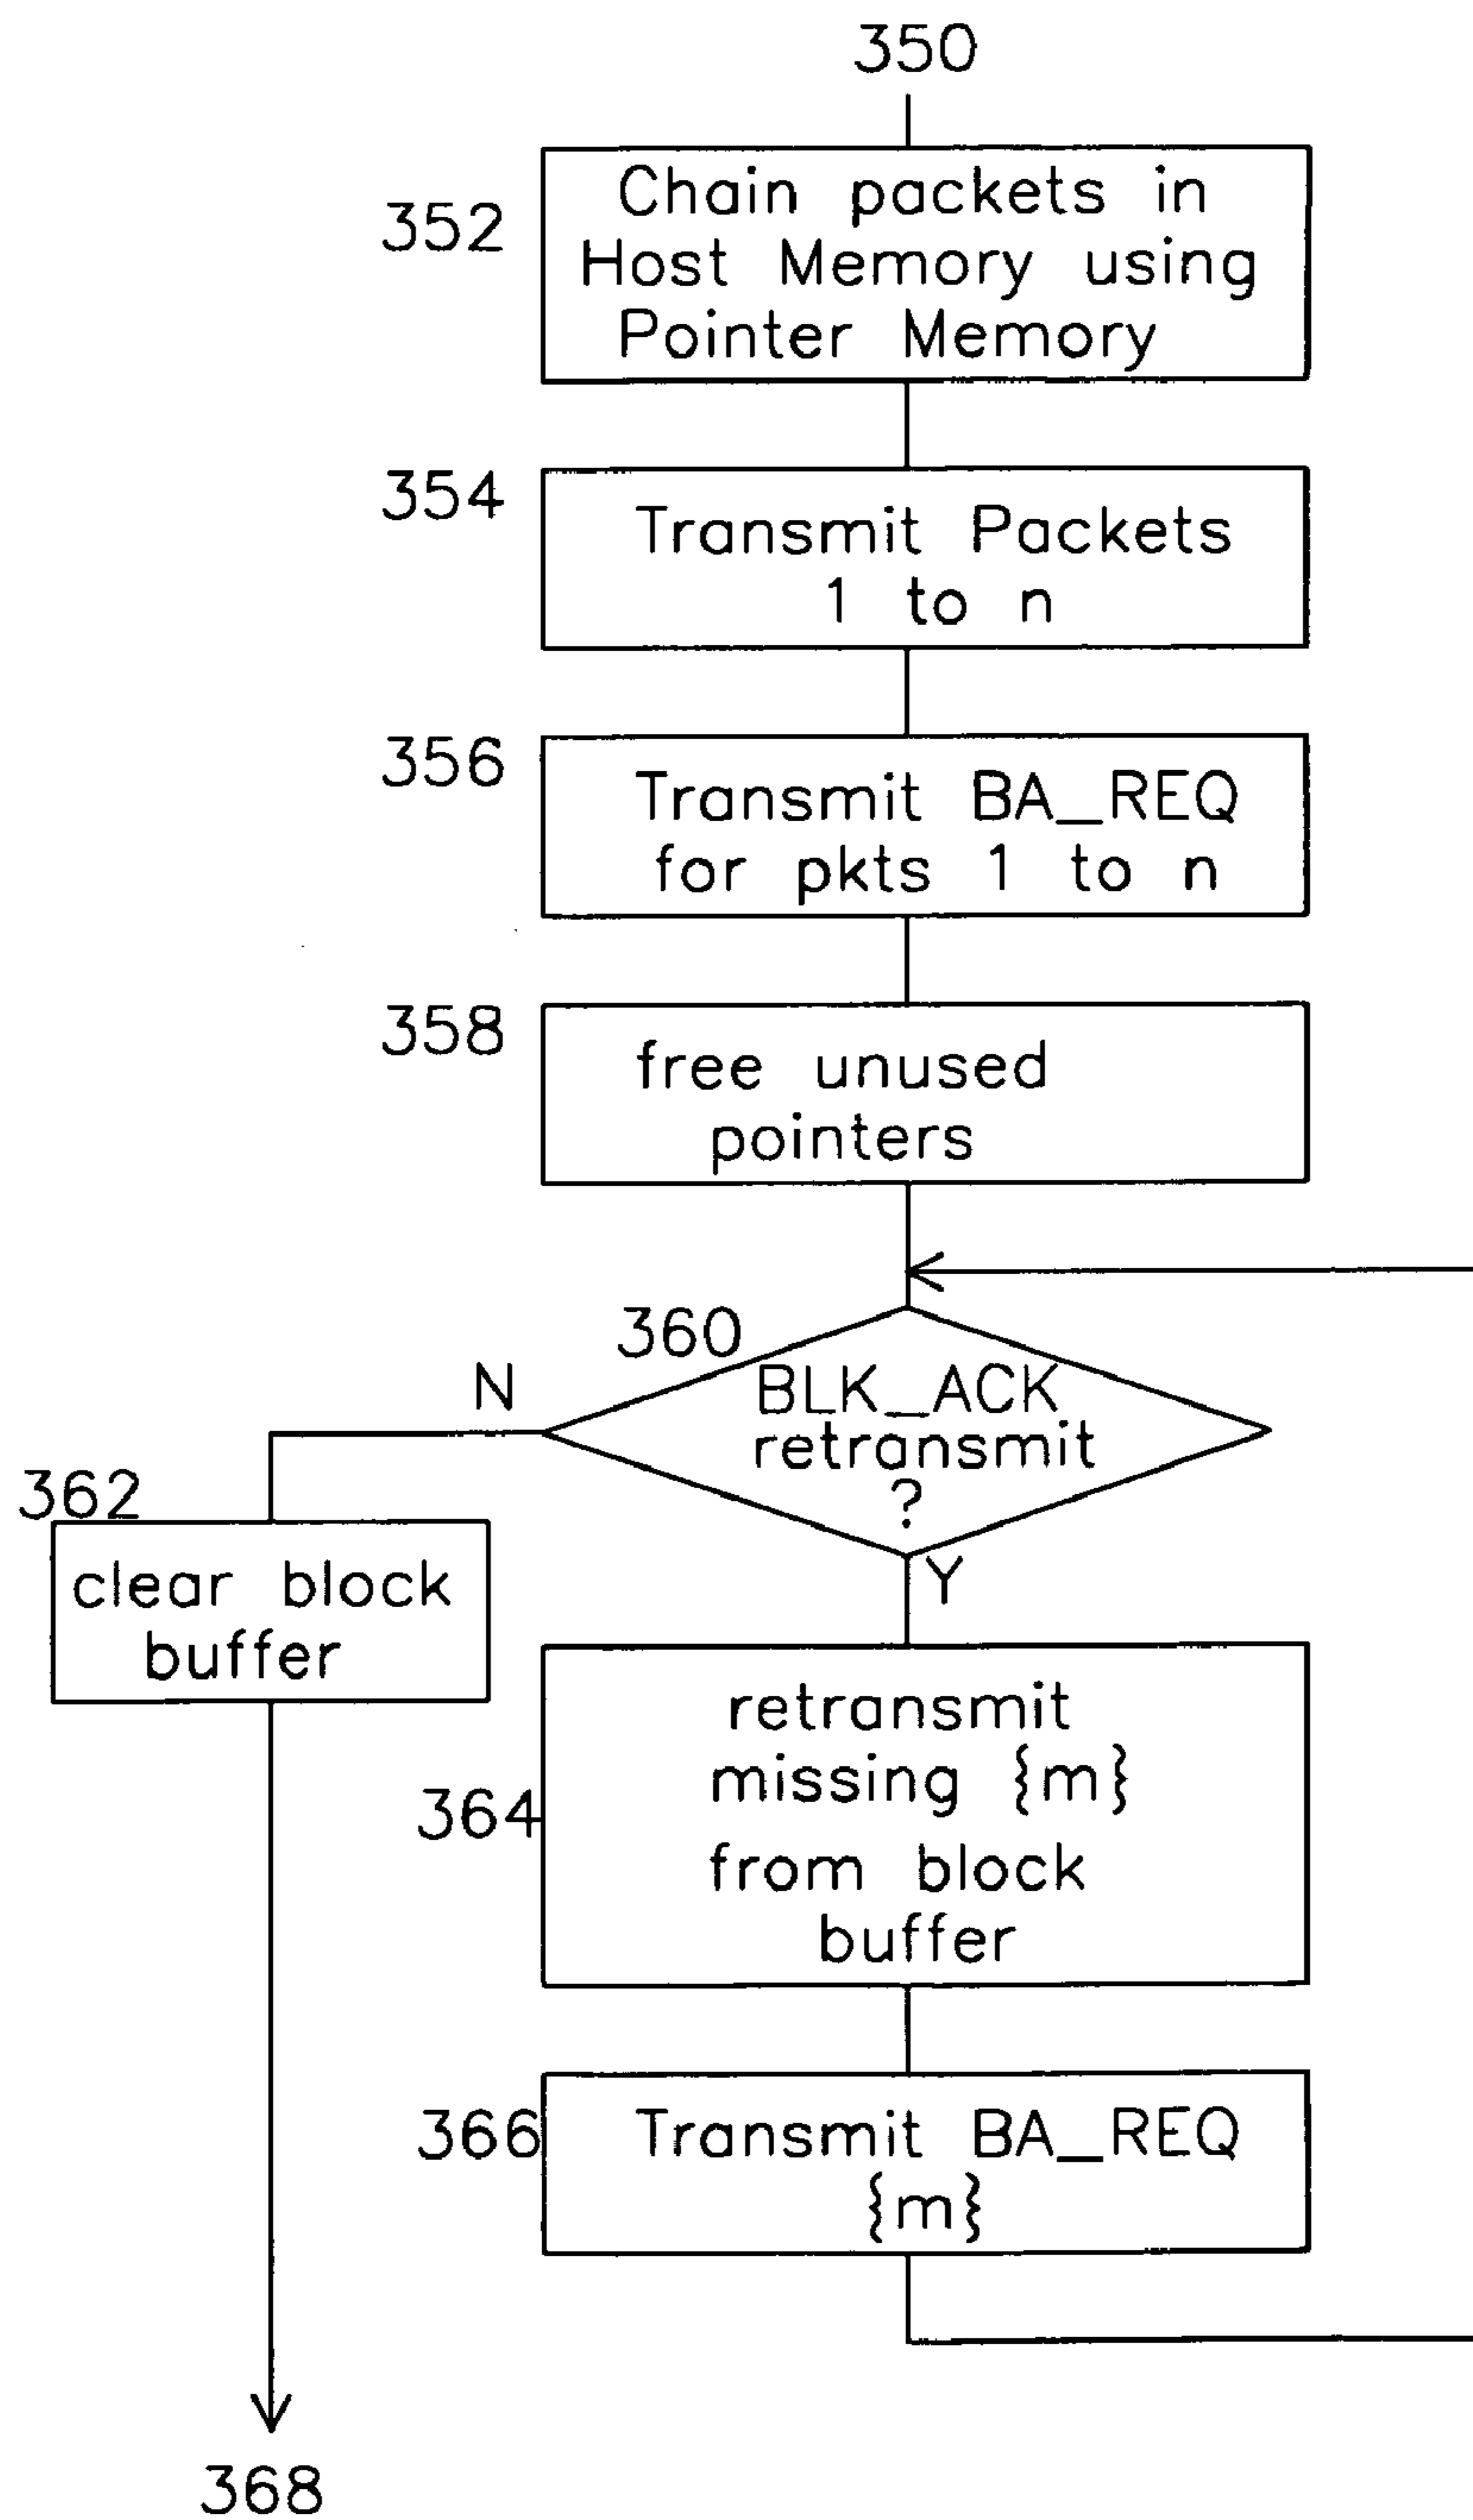 350
352
Chain packets in
Host Memory using
Pointer Memory
354
Transmit Packets
1 to n
356
Transmit BA_REQ
for pkts 1 to n
358
free unused
pointers
360
BLK_ACK
retransmit
?
N
Y
362
clear block
buffer
364
retransmit
missing {m}
from block
buffer
366
Transmit BA_REQ
{m}
368